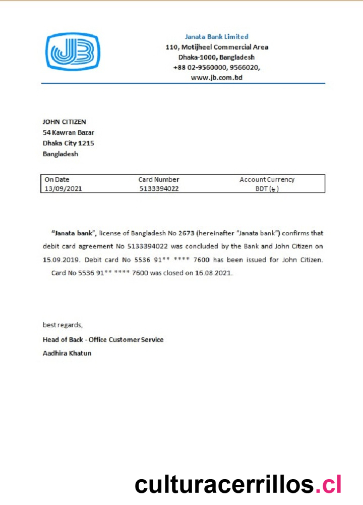 JB
Janata Bank Limited
110, Motijheel Commercial Area
Dhaka-1000, Bangladesh
+88 02-9560000, 9566020,
www.jb.com.bd
JOHN CITIZEN
54 Kawran Bazar
Dhaka City 1215
Bangladesh
On Date Card Number Account Currency
13/09/2021 5133394022 BDT (৳)
"Janata bank", license of Bangladesh No 2673 (hereinafter "Janata bank") confirms that
debit card agreement No 5133394022 was concluded by the Bank and John Citizen on
15.09.2019. Debit card No 5536 91** **** 7600 has been issued for John Citizen.
Card No 5536 91** **** 7600 was closed on 16.08.2021.
best regards,
Head of Back - Office Customer Service
Aadhira Khatun
culturacerrillos.cl